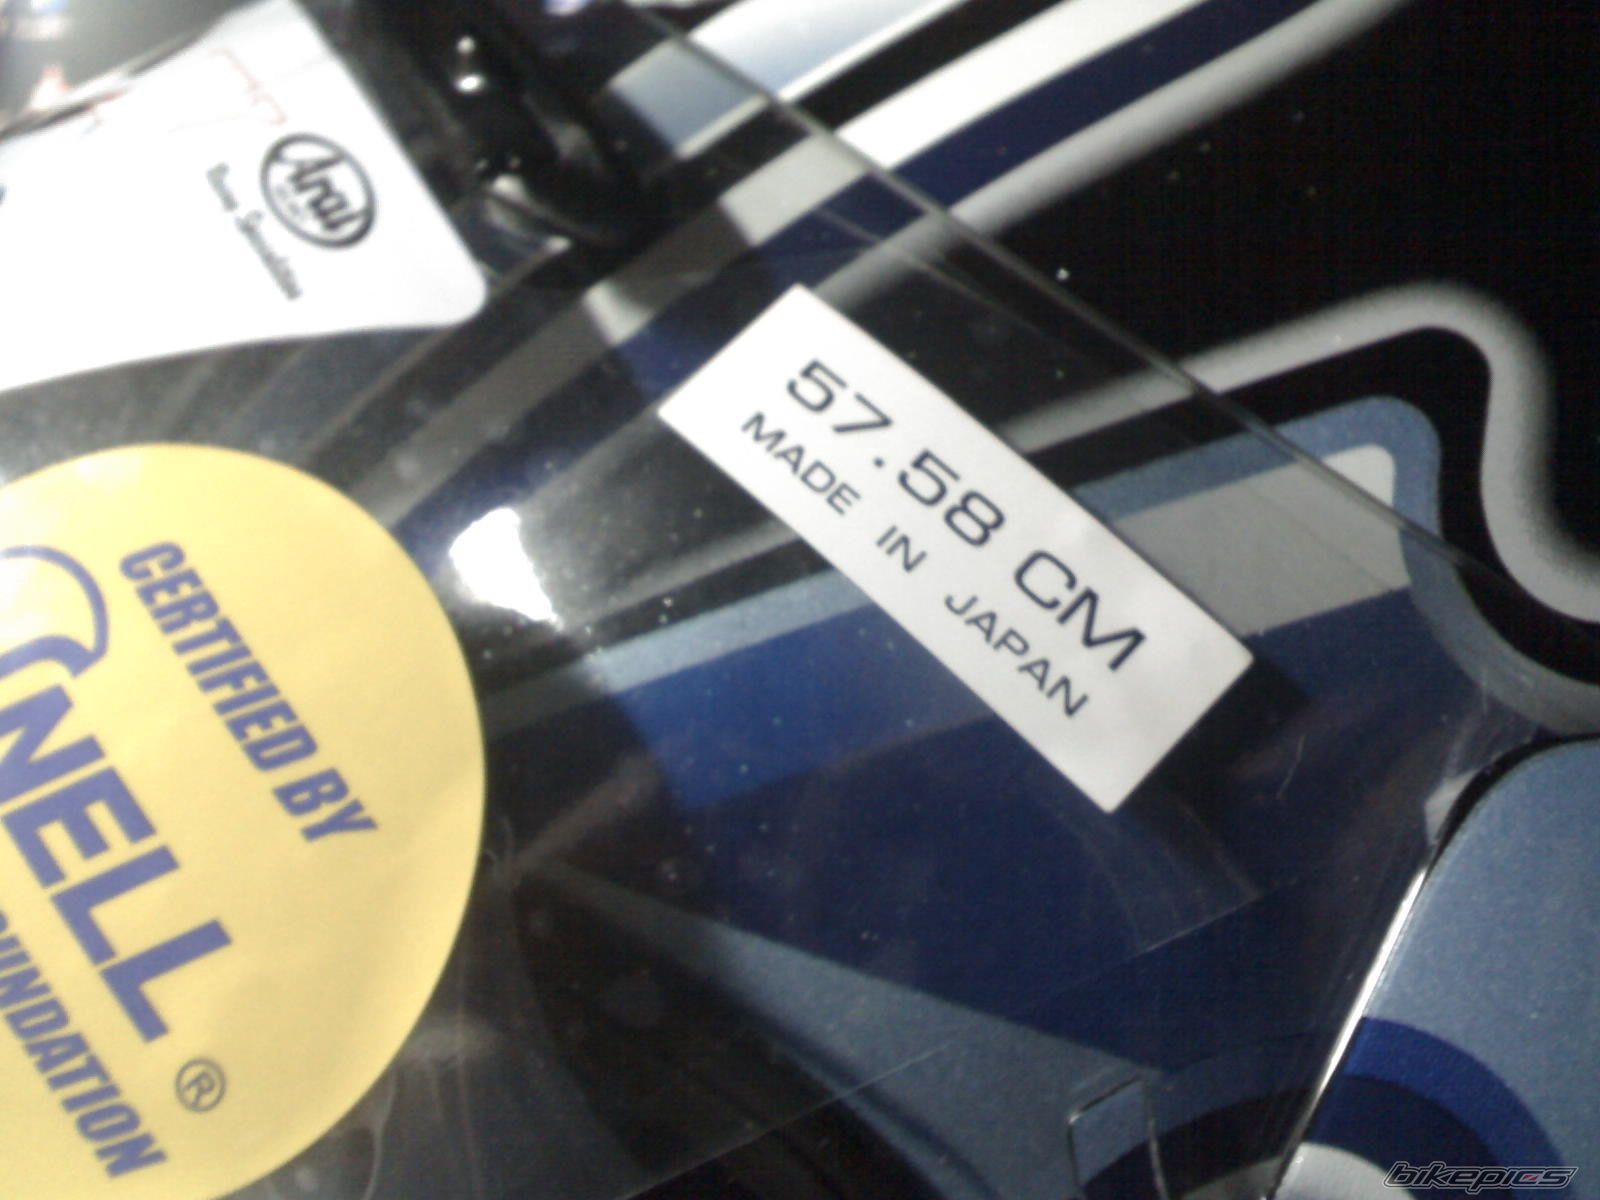 Arai
57.58 CM
MADE IN JAPAN
CERTIFIED BY
NELL
UNDATION
®
bikepics